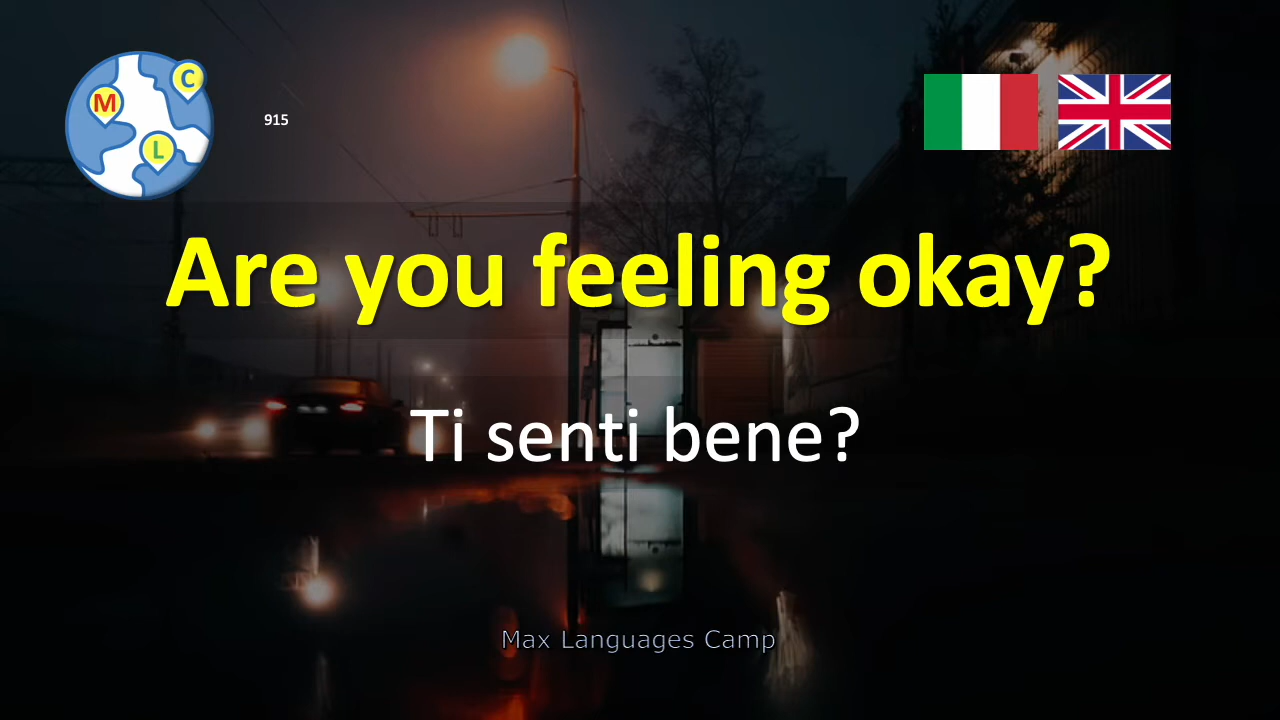 M
C
L
915
Are you feeling okay?
Ti senti bene?
Max Languages Camp